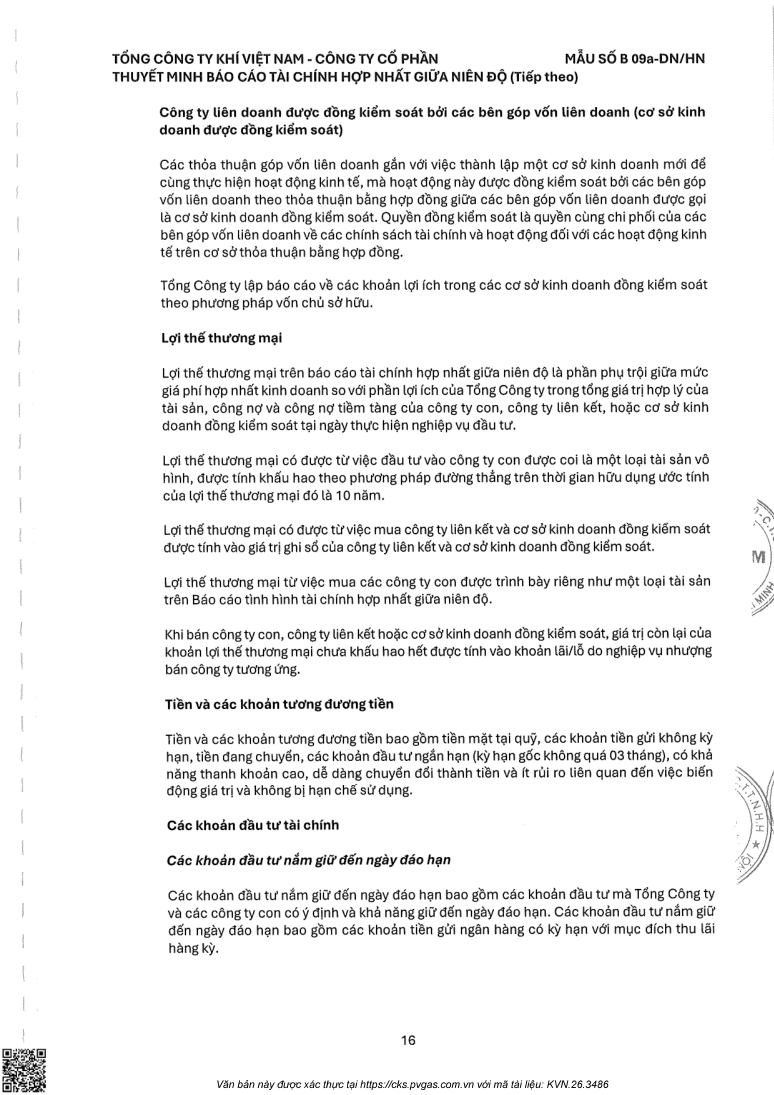 TỔNG CÔNG TY KHÍ VIỆT NAM - CÔNG TY CỔ PHẦN MẪU SỐ B 09a-DN/HN
THUYẾT MINH BÁO CÁO TÀI CHÍNH HỢP NHẤT GIỮA NIÊN ĐỘ (Tiếp theo)
Công ty liên doanh được đồng kiểm soát bởi các bên góp vốn liên doanh (cơ sở kinh
doanh được đồng kiểm soát)
Các thỏa thuận góp vốn liên doanh gắn với việc thành lập một cơ sở kinh doanh mới để
cùng thực hiện hoạt động kinh tế, mà hoạt động này được đồng kiểm soát bởi các bên góp
vốn liên doanh theo thỏa thuận bằng hợp đồng giữa các bên góp vốn liên doanh được gọi
là cơ sở kinh doanh đồng kiểm soát. Quyền đồng kiểm soát là quyền cùng chi phối của các
bên góp vốn liên doanh về các chính sách tài chính và hoạt động đối với các hoạt động kinh
tế trên cơ sở thỏa thuận bằng hợp đồng.
Tổng Công ty lập báo cáo về các khoản lợi ích trong các cơ sở kinh doanh đồng kiểm soát
theo phương pháp vốn chủ sở hữu.
Lợi thế thương mại
Lợi thế thương mại trên báo cáo tài chính hợp nhất giữa niên độ là phần phụ trội giữa mức
giá phí hợp nhất kinh doanh so với phần lợi ích của Tổng Công ty trong tổng giá trị hợp lý của
tài sản, công nợ và công nợ tiềm tàng của công ty con, công ty liên kết, hoặc cơ sở kinh
doanh đồng kiểm soát tại ngày thực hiện nghiệp vụ đầu tư.
Lợi thế thương mại có được từ việc đầu tư vào công ty con được coi là một loại tài sản vô
hình, được tính khấu hao theo phương pháp đường thẳng trên thời gian hữu dụng ước tính
của lợi thế thương mại đó là 10 năm.
Lợi thế thương mại có được từ việc mua công ty liên kết và cơ sở kinh doanh đồng kiểm soát
được tính vào giá trị ghi sổ của công ty liên kết và cơ sở kinh doanh đồng kiểm soát.
Lợi thế thương mại từ việc mua các công ty con được trình bày riêng như một loại tài sản
trên Báo cáo tình hình tài chính hợp nhất giữa niên độ.
Khi bán công ty con, công ty liên kết hoặc cơ sở kinh doanh đồng kiểm soát, giá trị còn lại của
khoản lợi thế thương mại chưa khấu hao hết được tính vào khoản lãi/lỗ do nghiệp vụ nhượng
bán công ty tương ứng.
Tiền và các khoản tương đương tiền
Tiền và các khoản tương đương tiền bao gồm tiền mặt tại quỹ, các khoản tiền gửi không kỳ
hạn, tiền đang chuyển, các khoản đầu tư ngắn hạn (kỳ hạn gốc không quá 03 tháng), có khả
năng thanh khoản cao, dễ dàng chuyển đổi thành tiền và ít rủi ro liên quan đến việc biến
động giá trị và không bị hạn chế sử dụng.
Các khoản đầu tư tài chính
Các khoản đầu tư nắm giữ đến ngày đáo hạn
Các khoản đầu tư nắm giữ đến ngày đáo hạn bao gồm các khoản đầu tư mà Tổng Công ty
và các công ty con có ý định và khả năng giữ đến ngày đáo hạn. Các khoản đầu tư nắm giữ
đến ngày đáo hạn bao gồm các khoản tiền gửi ngân hàng có kỳ hạn với mục đích thu lãi
hàng kỳ.
16
Văn bản này được xác thực tại https://cks.pvgas.com.vn với mã tài liệu: KVN.26.3486